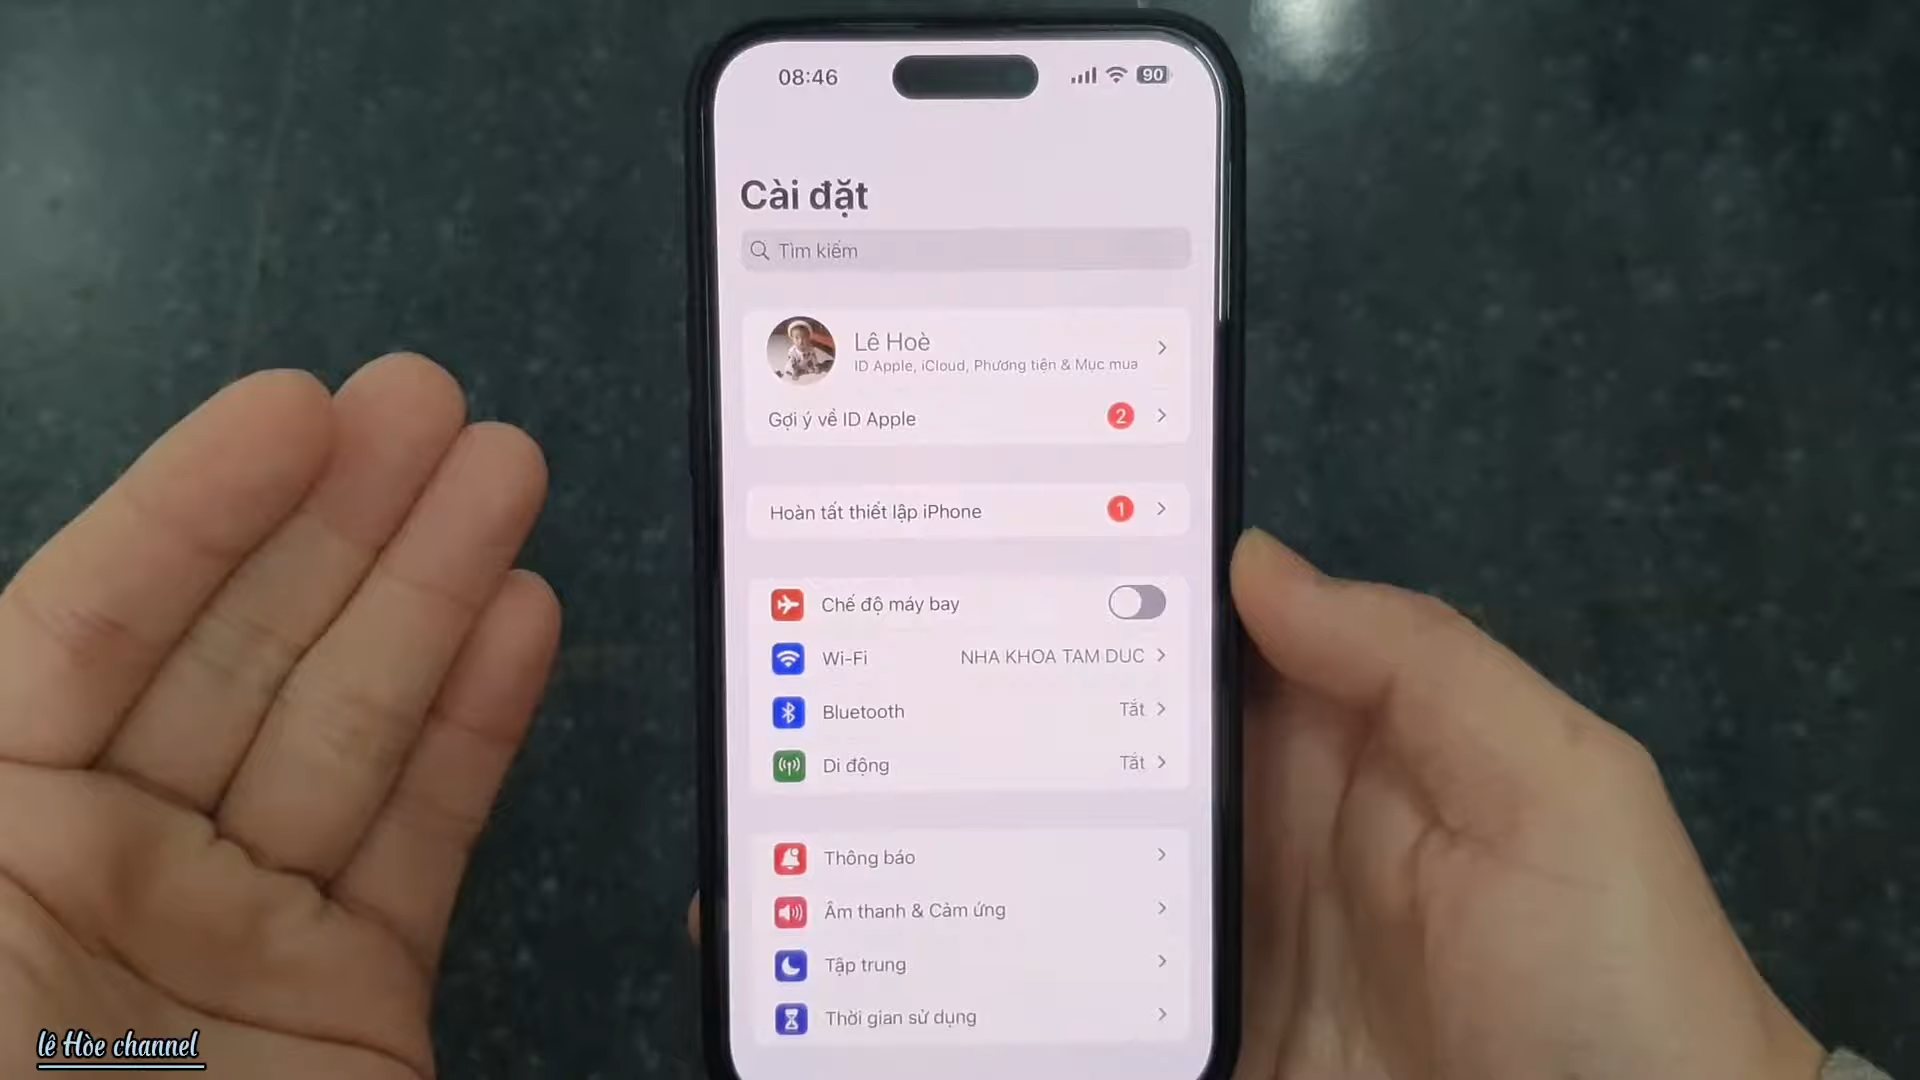 08:46
90
Cài đặt
Tìm kiếm
Lê Hoè
ID Apple, iCloud, Phương tiện & Mục mua
Gợi ý về ID Apple
2
Hoàn tất thiết lập iPhone
1
Chế độ máy bay
Wi-Fi
NHA KHOA TAM DUC
Bluetooth
Tắt
Di động
Tắt
Thông báo
Âm thanh & Cảm ứng
Tập trung
Thời gian sử dụng
lê Hòe channel